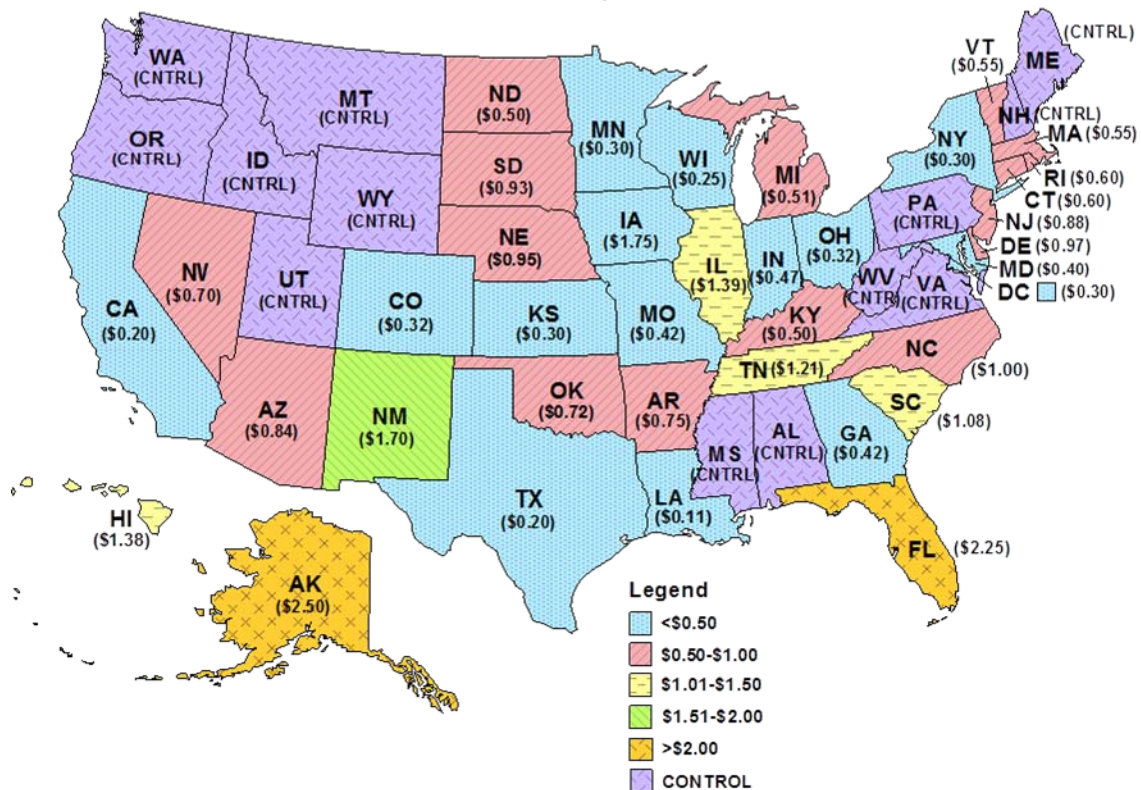 WA
(CNTRL)
OR
(CNTRL)
ID
(CNTRL)
MT
(CNTRL)
WY
(CNTRL)
UT
(CNTRL)
CA
($0.20)
NV
($0.70)
AZ
($0.84)
NM
($1.70)
CO
($0.32)
ND
($0.50)
SD
($0.93)
NE
($0.95)
KS
($0.30)
OK
($0.72)
TX
($0.20)
MN
($0.30)
IA
($1.75)
MO
($0.42)
AR
($0.75)
LA
($0.11)
WI
($0.25)
IL
($1.39)
MI
($0.51)
IN
($0.47)
OH
($0.32)
KY
($0.50)
TN ($1.21)
MS
(CNTRL)
AL
(CNTRL)
GA
($0.42)
FL
($2.25)
SC
($1.08)
NC
($1.00)
WV
(CNTR)
VA
(CNTRL)
PA
(CNTRL)
NY
($0.30)
VT
($0.55)
NH (CNTRL)
ME
(CNTRL)
MA ($0.55)
RI ($0.60)
CT ($0.60)
NJ ($0.88)
DE ($0.97)
MD ($0.40)
DC ($0.30)
HI
($1.38)
AK
($2.50)
Legend
<$0.50
$0.50-$1.00
$1.01-$1.50
$1.51-$2.00
>$2.00
CONTROL